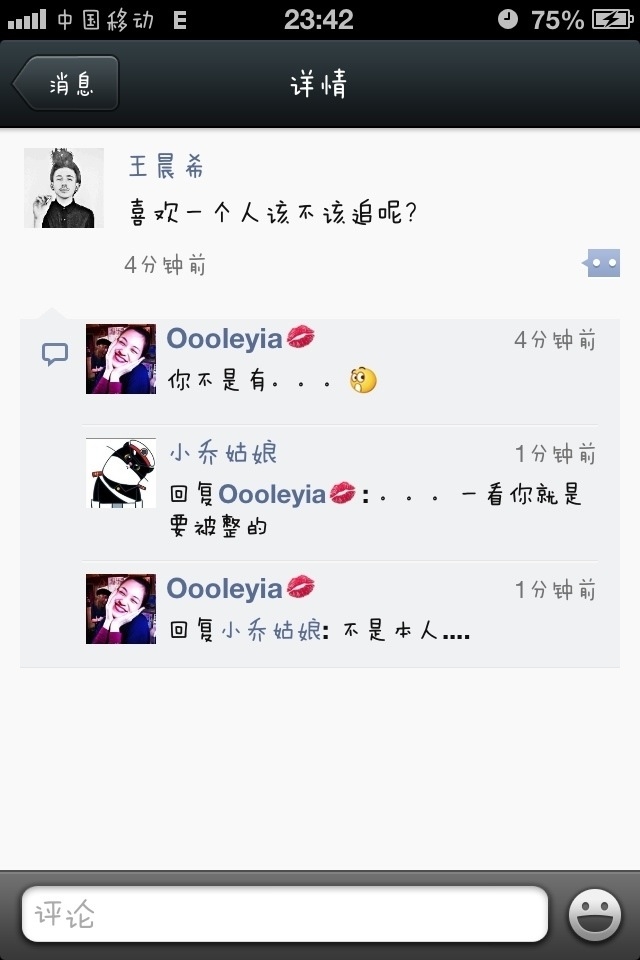 中国移动 E 23:42 75%
消息 详情
王晨希
喜欢一个人该不该追呢?
4分钟前
Oooleyia💋 4分钟前
你不是有...
小乔姑娘 1分钟前
回复Oooleyia💋:...一看你就是
要被整的
Oooleyia💋 1分钟前
回复小乔姑娘: 不是本人....
评论